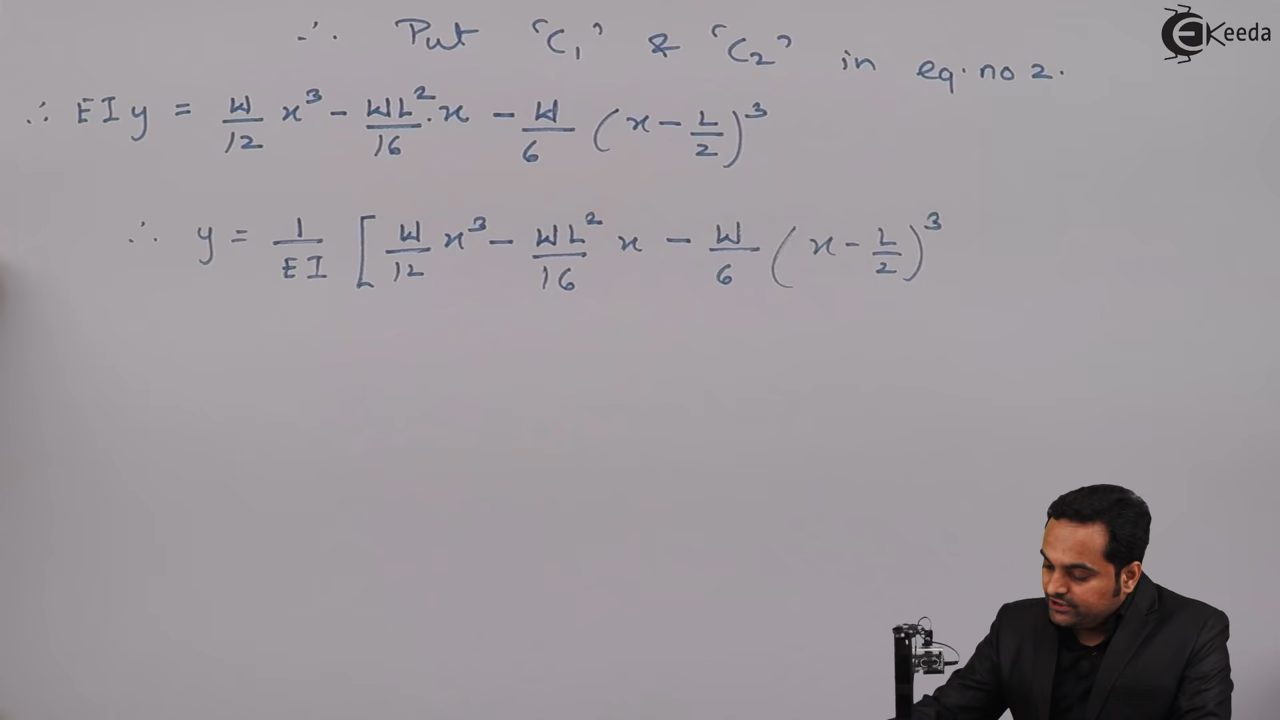 EKeeda
∴ Put 'C₁' & 'C₂' in eq. no 2.
∴ EIy = W/12 x³ - WL²/16 . x - W/6 (x - L/2)³
∴ y = 1/EI [ W/12 x³ - WL²/16 x - W/6 (x - L/2)³